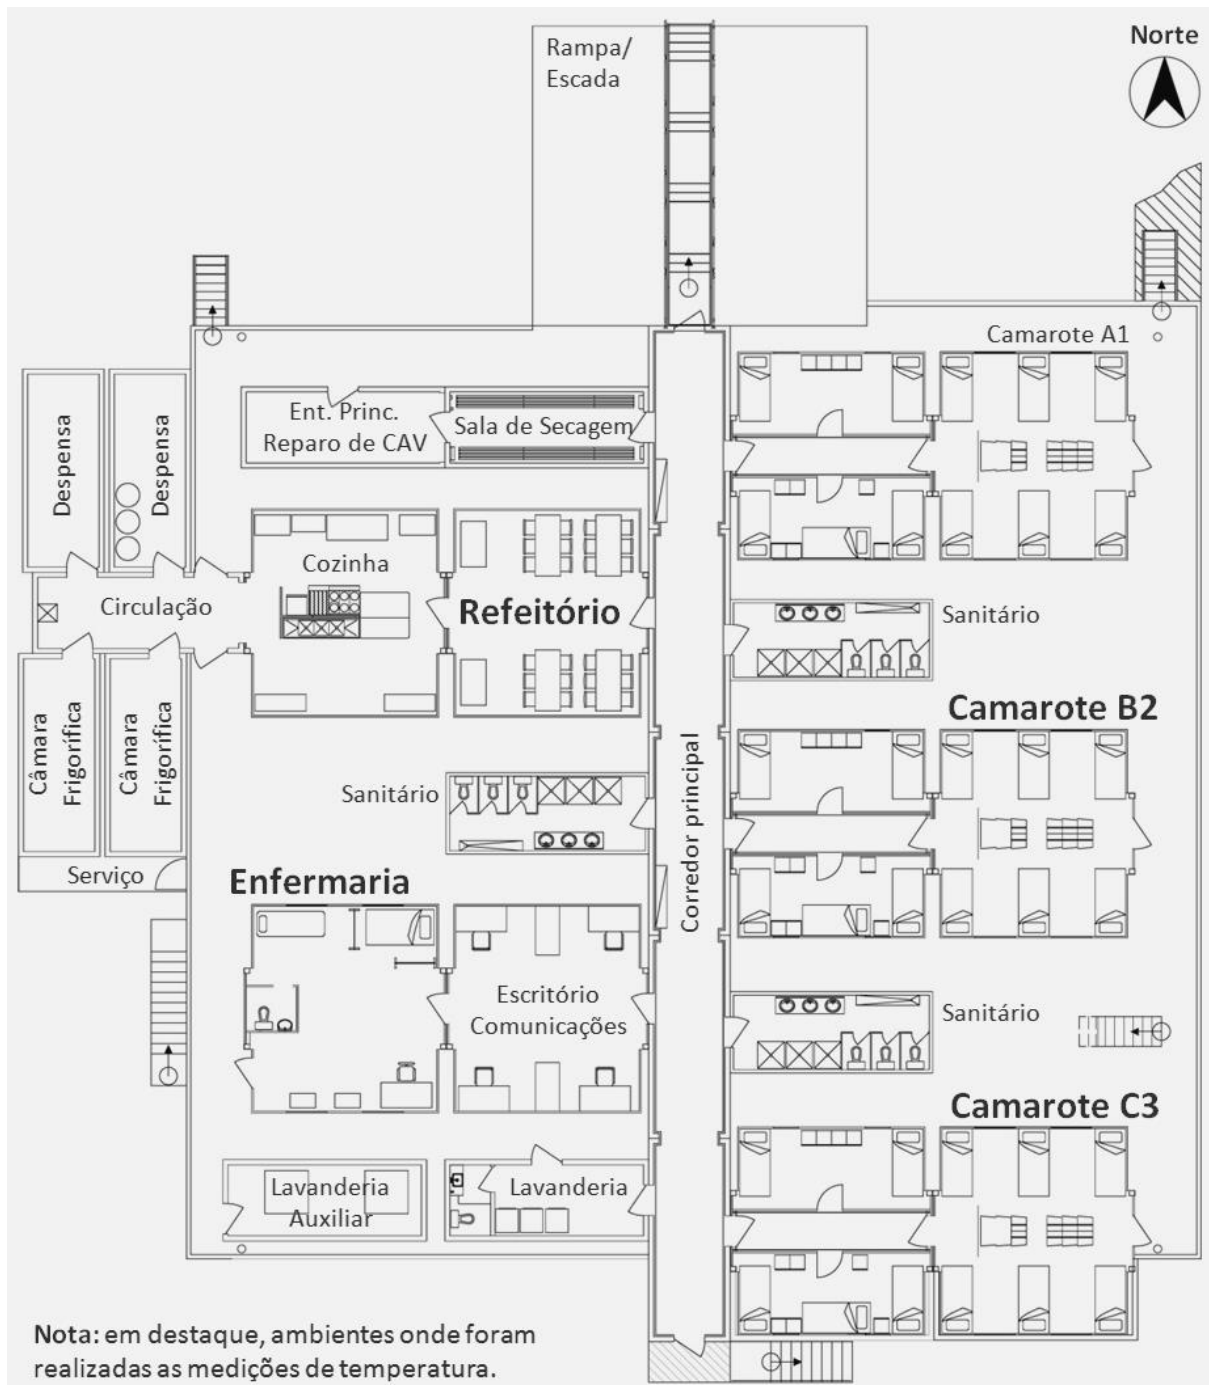 Norte
Rampa/
Escada
Camarote A1
Ent. Princ.
Reparo de CAV
Sala de Secagem
Despensa
Despensa
Cozinha
Circulação
Refeitório
Sanitário
Câmara
Frigorífica
Câmara
Frigorífica
Camarote B2
Corredor principal
Sanitário
Serviço
Enfermaria
Escritório
Comunicações
Sanitário
Camarote C3
Lavanderia
Auxiliar
Lavanderia
Nota: em destaque, ambientes onde foram
realizadas as medições de temperatura.